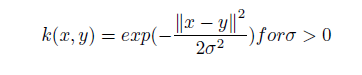 k(x, y) = exp(−‖x − y‖²/2σ²)forσ > 0